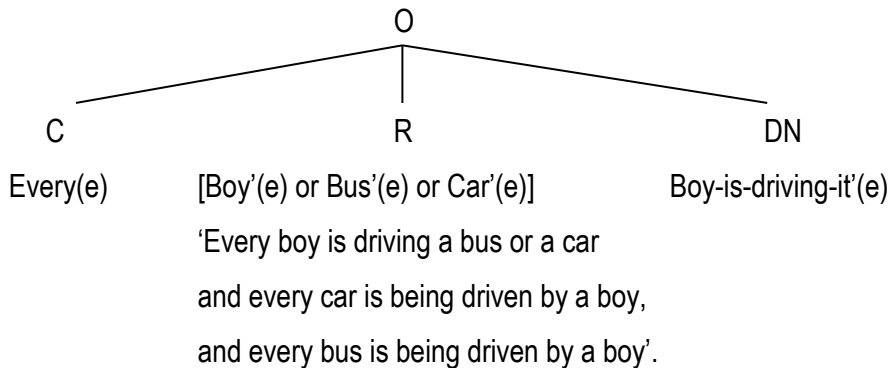 O
C R DN
Every(e) [Boy’(e) or Bus’(e) or Car’(e)] Boy-is-driving-it’(e)
‘Every boy is driving a bus or a car
and every car is being driven by a boy,
and every bus is being driven by a boy’.